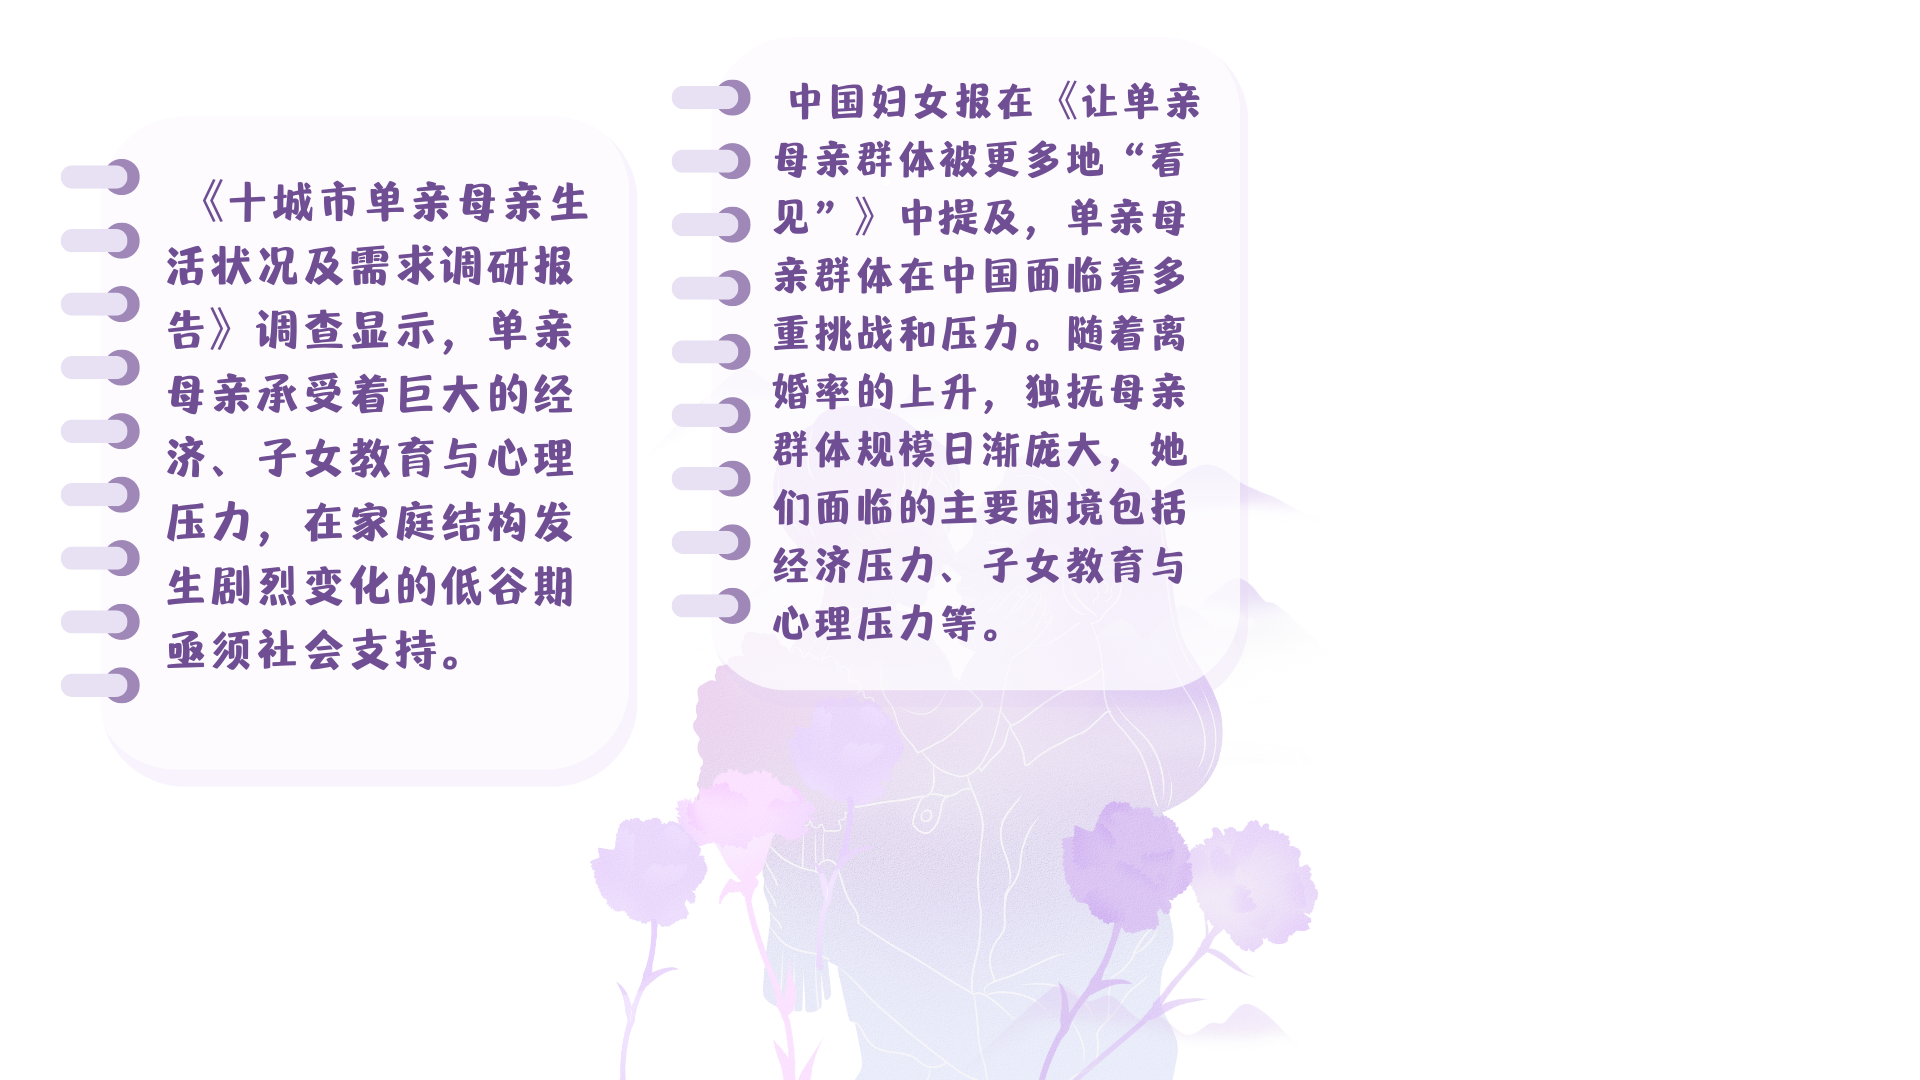 《十城市单亲母亲生
活状况及需求调研报
告》调查显示，单亲
母亲承受着巨大的经
济、子女教育与心理
压力，在家庭结构发
生剧烈变化的低谷期
亟须社会支持。
中国妇女报在《让单亲
母亲群体被更多地“看
见”》中提及，单亲母
亲群体在中国面临着多
重挑战和压力。随着离
婚率的上升，独抚母亲
群体规模日渐庞大，她
们面临的主要困境包括
经济压力、子女教育与
心理压力等。